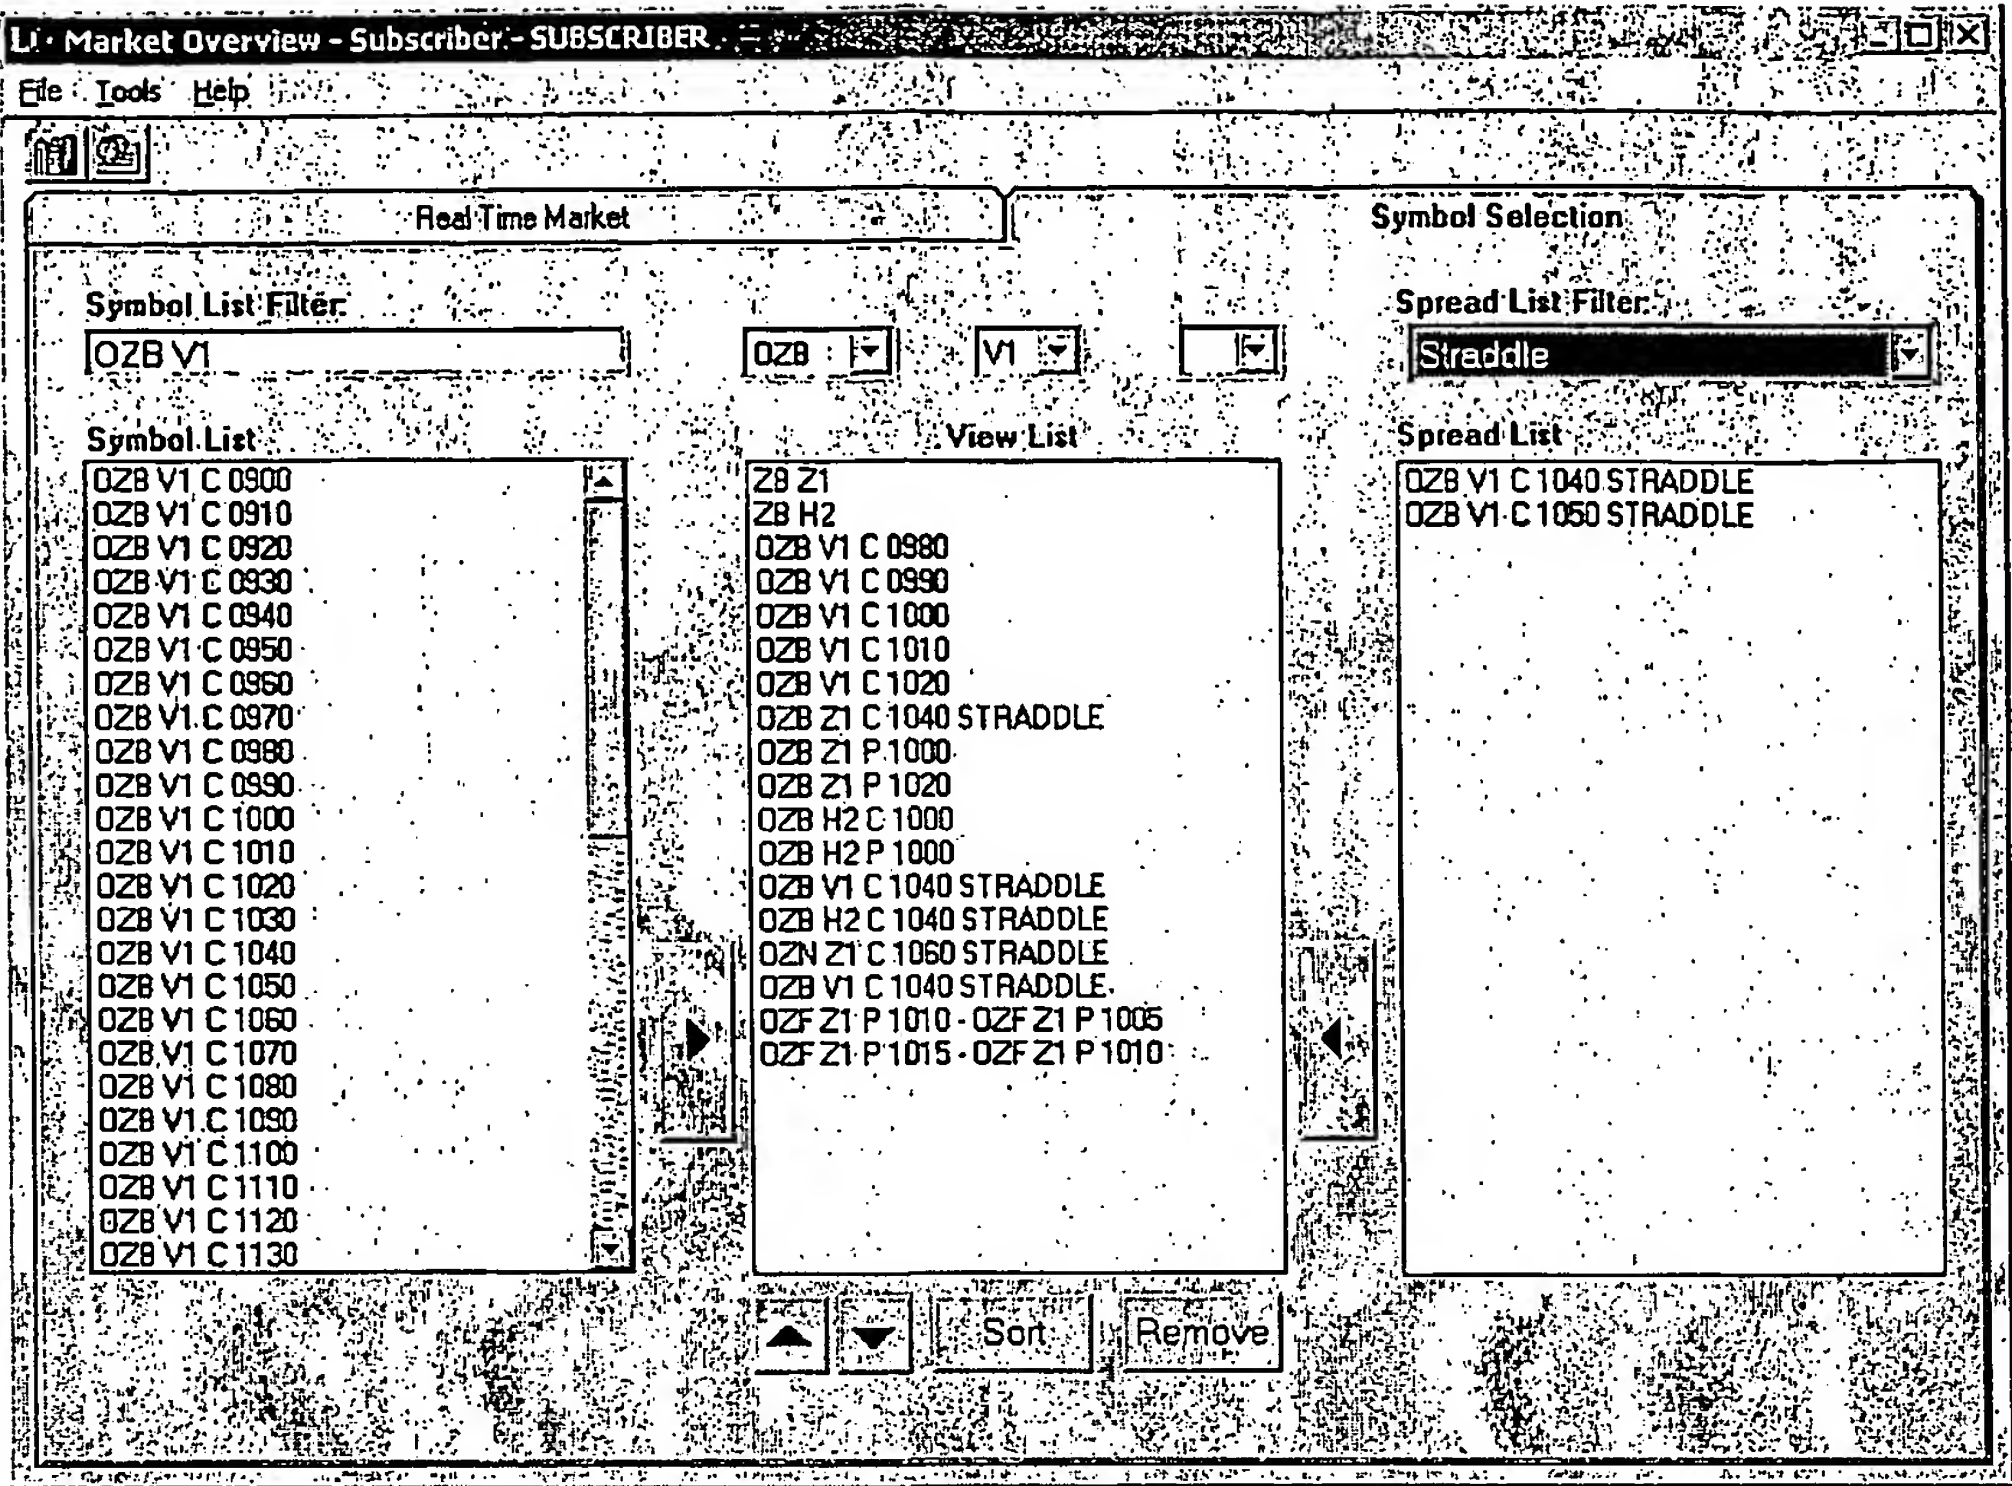 Market Overview - Subscriber - SUBSCRIBER
File Tools Help
Real Time Market
Symbol Selection
Symbol List Filter:
Spread List Filter:
OZB V1
OZB
V1
Straddle
Symbol List
OZB V1 C 0900
OZB V1 C 0910
OZB V1 C 0920
OZB V1 C 0930
OZB V1 C 0940
OZB V1 C 0950
OZB V1 C 0960
OZB V1 C 0970
OZB V1 C 0980
OZB V1 C 0990
OZB V1 C 1000
OZB V1 C 1010
OZB V1 C 1020
OZB V1 C 1030
OZB V1 C 1040
OZB V1 C 1050
OZB V1 C 1060
OZB V1 C 1070
OZB V1 C 1080
OZB V1 C 1090
OZB V1 C 1100
OZB V1 C 1110
OZB V1 C 1120
OZB V1 C 1130
View List
ZB Z1
ZB H2
OZB V1 C 0980
OZB V1 C 0990
OZB V1 C 1000
OZB V1 C 1010
OZB V1 C 1020
OZB Z1 C 1040 STRADDLE
OZB Z1 P 1000
OZB Z1 P 1020
OZB H2 C 1000
OZB H2 P 1000
OZB V1 C 1040 STRADDLE
OZB H2 C 1040 STRADDLE
OZN Z1 C 1060 STRADDLE
OZB V1 C 1040 STRADDLE
OZF Z1 P 1010 - OZF Z1 P 1005
OZF Z1 P 1015 - OZF Z1 P 1010
Spread List
OZB V1 C 1040 STRADDLE
OZB V1 C 1050 STRADDLE
Sort
Remove